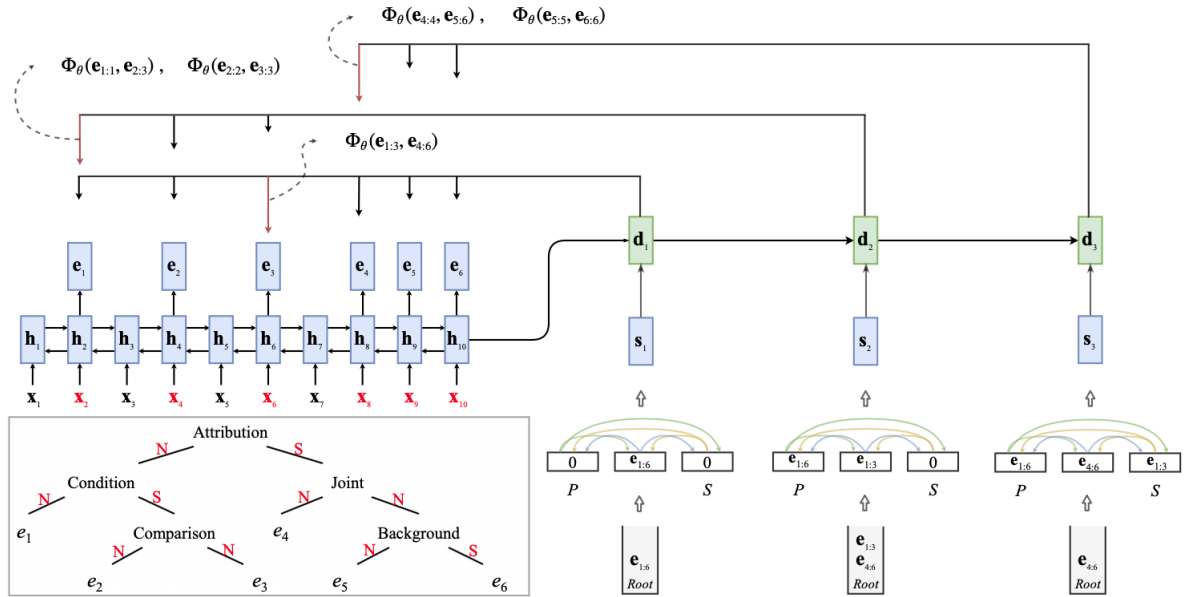 Φθ(e4:4, e5:6) , Φθ(e5:5, e6:6)
Φθ(e1:1, e2:3) , Φθ(e2:2, e3:3)
Φθ(e1:3, e4:6)
d1 d2 d3
e1 e2 e3 e4 e5 e6
h1 h2 h3 h4 h5 h6 h7 h8 h9 h10
s1 s2 s3
x1 x2 x3 x4 x5 x6 x7 x8 x9 x10
Attribution
N S
Condition Joint
N S N N
e1 Comparison e4 Background
N N N S
e2 e3 e5 e6
0 e1:6 0
P S
e1:6
Root
e1:6 e1:3 0
P S
e1:3
e4:6
Root
e1:6 e4:6 e1:3
P S
e4:6
Root